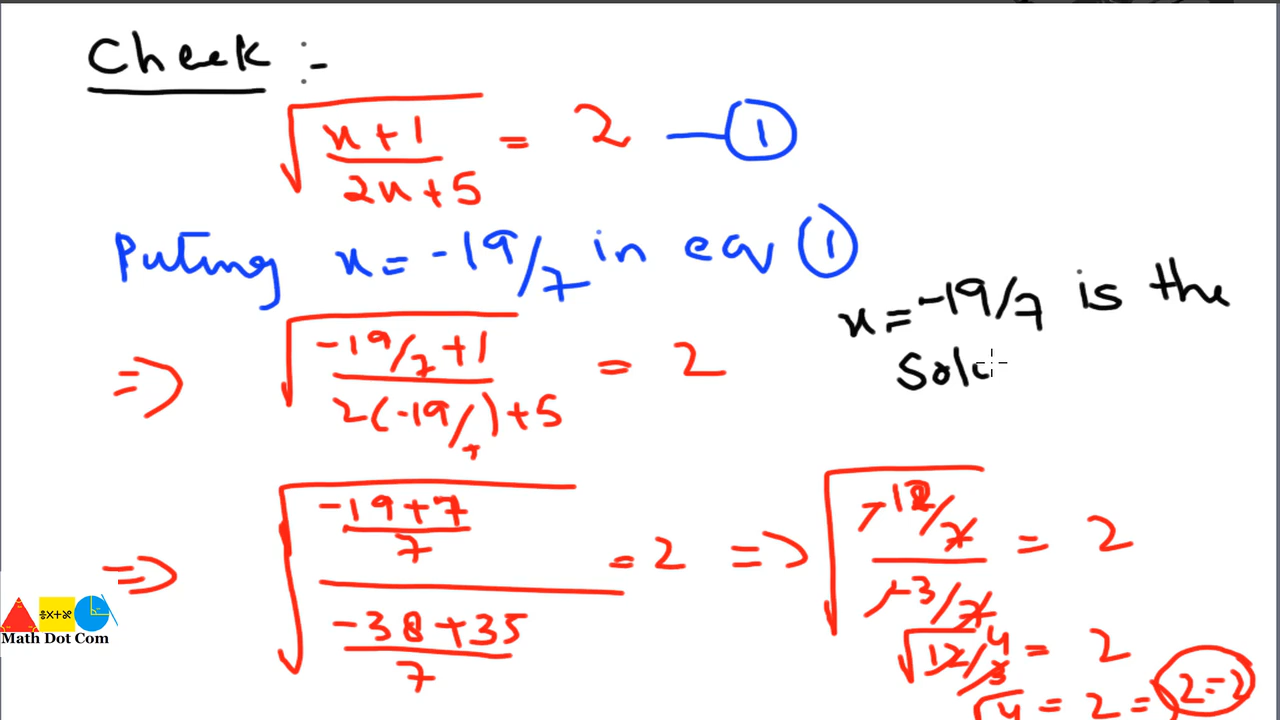 Check :-
√((x+1)/(2x+5)) = 2 — ①
Puting x = -19/7 in eq ①
x = -19/7 is the
Solu
⇒ √((-19/7 +1)/(2(-19/7)+5)) = 2
⇒ √(((-19+7)/7)/((-38+35)/7)) = 2 ⇒ √((-12/7)/(-3/7)) = 2
√(12/3) 4 = 2
√4 = 2 = 2=2
÷x+×
Math Dot Com